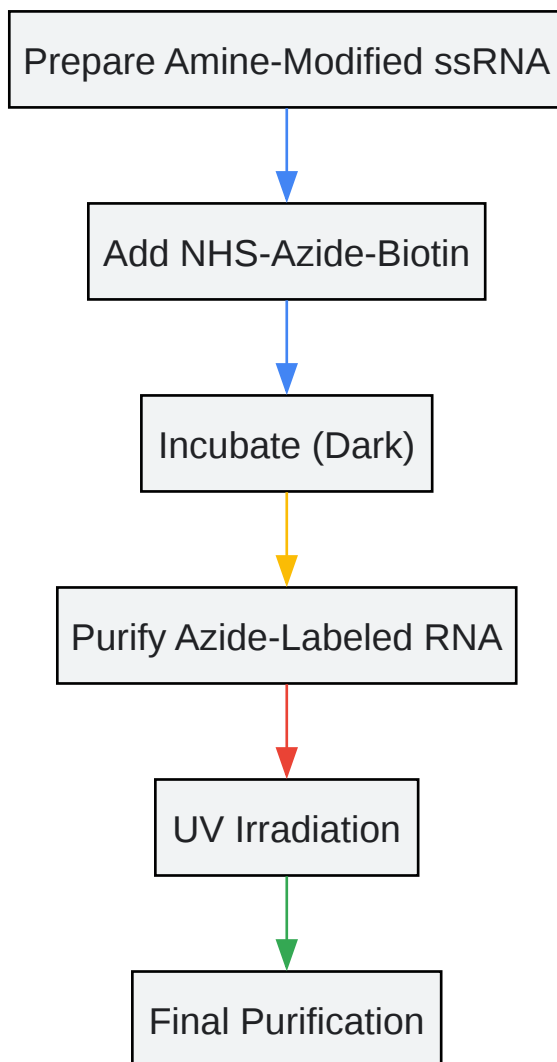 Prepare Amine-Modified ssRNA
Add NHS-Azide-Biotin
Incubate (Dark)
Purify Azide-Labeled RNA
UV Irradiation
Final Purification